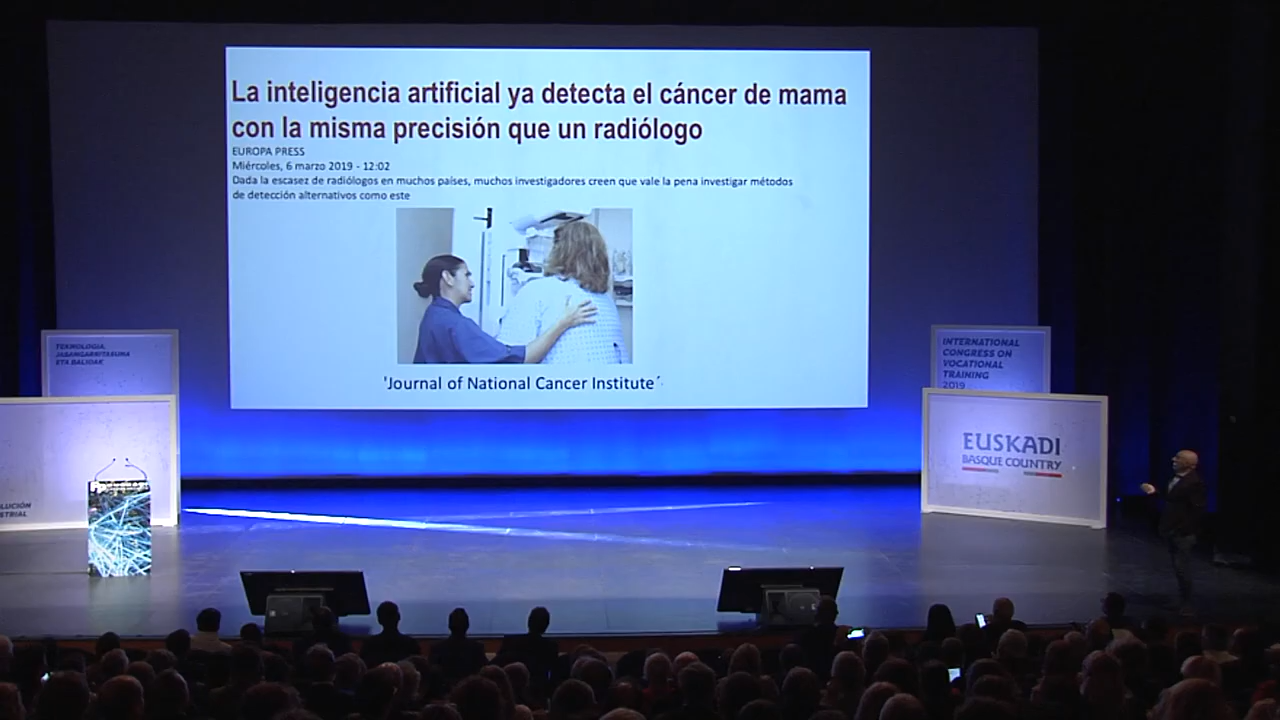 La inteligencia artificial ya detecta el cáncer de mama
con la misma precisión que un radiólogo
EUROPA PRESS
Miércoles, 6 marzo 2019 - 12:02
Dada la escasez de radiólogos en muchos países, muchos investigadores creen que vale la pena investigar métodos
de detección alternativos como este
'Journal of National Cancer Institute´
TEKNOLOGIA,
JASANGARRITASUNA
ETA BALIOAK
INTERNATIONAL
CONGRESS ON
VOCATIONAL
TRAINING
2019
EUSKADI
BASQUE COUNTRY
LUCIÓN
STRIAL